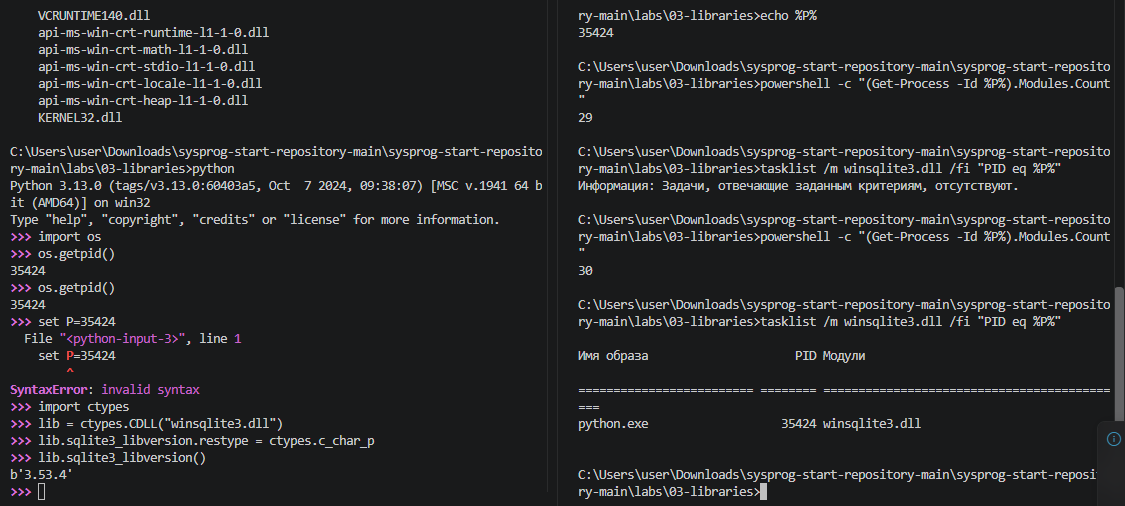 VCRUNTIME140.dll
api-ms-win-crt-runtime-l1-1-0.dll
api-ms-win-crt-math-l1-1-0.dll
api-ms-win-crt-stdio-l1-1-0.dll
api-ms-win-crt-locale-l1-1-0.dll
api-ms-win-crt-heap-l1-1-0.dll
KERNEL32.dll
C:\Users\user\Downloads\sysprog-start-repository-main\sysprog-start-reposito
ry-main\labs\03-libraries>python
Python 3.13.0 (tags/v3.13.0:60403a5, Oct  7 2024, 09:38:07) [MSC v.1941 64 b
it (AMD64)] on win32
Type "help", "copyright", "credits" or "license" for more information.
>>> import os
>>> os.getpid()
35424
>>> os.getpid()
35424
>>> set P=35424
File "<python-input-3>", line 1
set P=35424
^
SyntaxError: invalid syntax
>>> import ctypes
>>> lib = ctypes.CDLL("winsqlite3.dll")
>>> lib.sqlite3_libversion.restype = ctypes.c_char_p
>>> lib.sqlite3_libversion()
b'3.53.4'
>>>
ry-main\labs\03-libraries>echo %P%
35424
C:\Users\user\Downloads\sysprog-start-repository-main\sysprog-start-reposito
ry-main\labs\03-libraries>powershell -c "(Get-Process -Id %P%).Modules.Count
"
29
C:\Users\user\Downloads\sysprog-start-repository-main\sysprog-start-reposito
ry-main\labs\03-libraries>tasklist /m winsqlite3.dll /fi "PID eq %P%"
Информация: Задачи, отвечающие заданным критериям, отсутствуют.
C:\Users\user\Downloads\sysprog-start-repository-main\sysprog-start-reposito
ry-main\labs\03-libraries>powershell -c "(Get-Process -Id %P%).Modules.Count
"
30
C:\Users\user\Downloads\sysprog-start-repository-main\sysprog-start-reposito
ry-main\labs\03-libraries>tasklist /m winsqlite3.dll /fi "PID eq %P%"
Имя образа                     PID Модули
========================= ======== =========================================
===
python.exe                   35424 winsqlite3.dll
C:\Users\user\Downloads\sysprog-start-repository-main\sysprog-start-reposito
ry-main\labs\03-libraries>